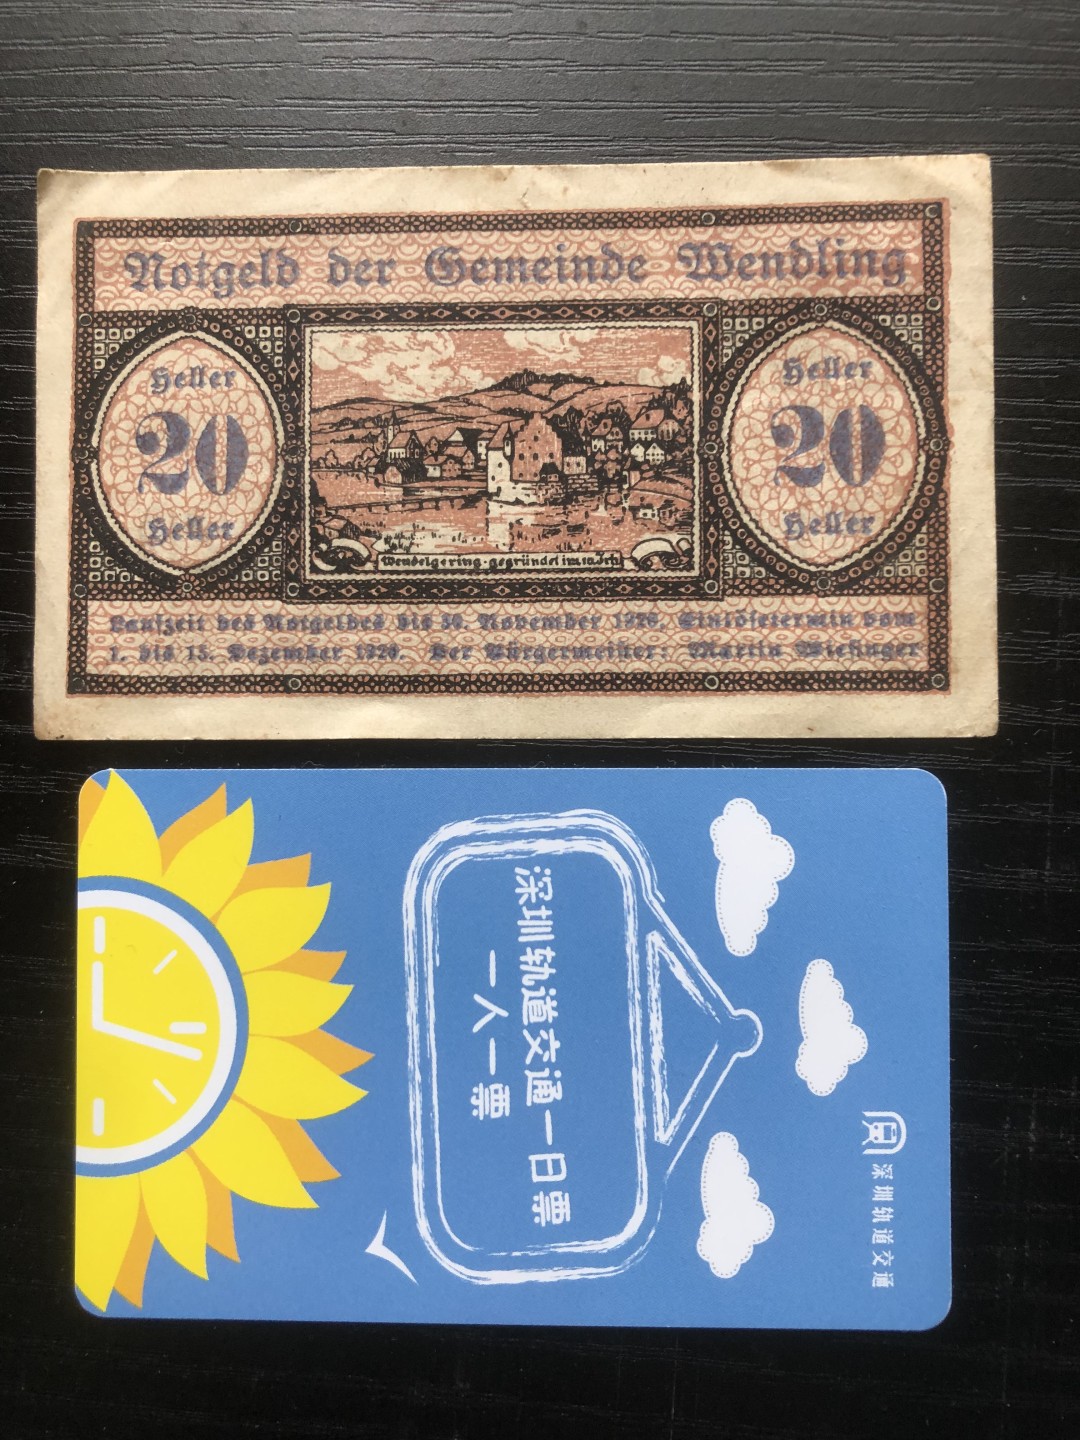 Notgeld der Gemeinde Wendling
Heller
20
Heller
Heller
20
Heller
Wendelgering · gegründet im
Laufzeit des Notgeldes bis 30. November 1920. Einlösetermin vom
1. bis 15. Dezember 1920. Der Bürgermeister: Martin Wiesinger
深圳轨道交通
深圳轨道交通一日票
一人一票